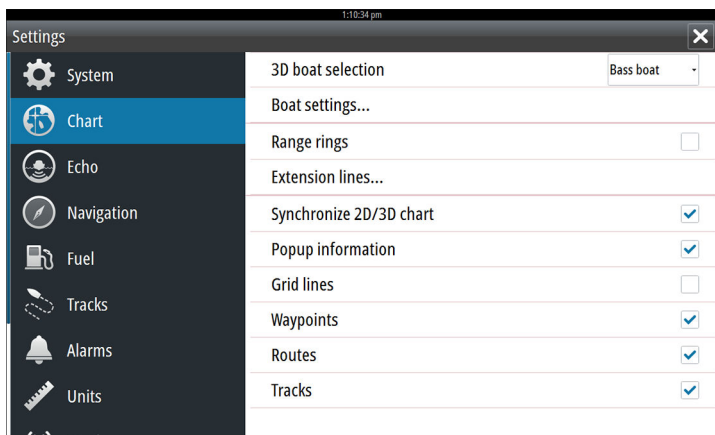 1:10:34 pm
Settings
System
Chart
Echo
Navigation
Fuel
Tracks
Alarms
Units
3D boat selection Bass boat
Boat settings...
Range rings
Extension lines...
Synchronize 2D/3D chart
Popup information
Grid lines
Waypoints
Routes
Tracks